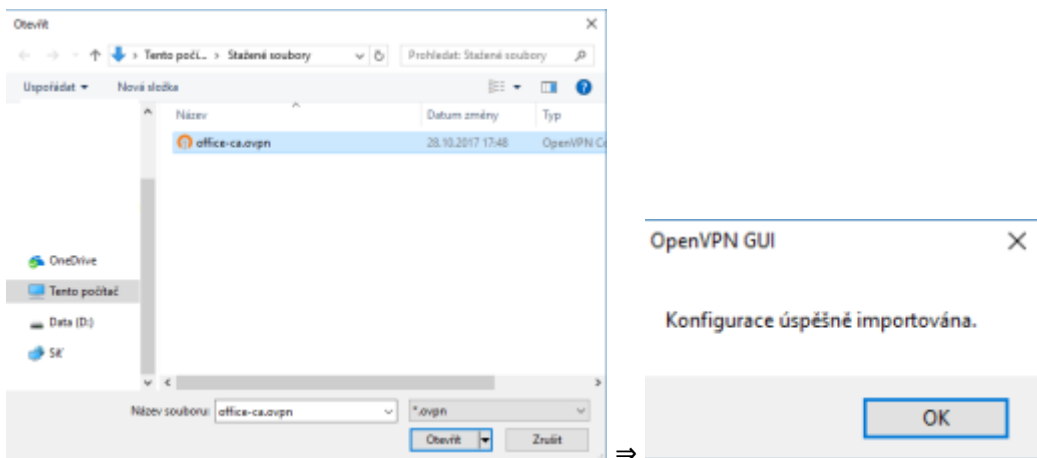 Otevřít
Tento počí... › Stažené soubory
Prohledat: Stažené soubory
Uspořádat
Nová složka
Název
Datum změny
Typ
office-ca.ovpn
28.10.2017 17:48
OpenVPN Co
OneDrive
Tento počítač
Data (D:)
Síť
Název souboru:
office-ca.ovpn
*.ovpn
Otevřít
Zrušit
⇒
OpenVPN GUI
Konfigurace úspěšně importována.
OK